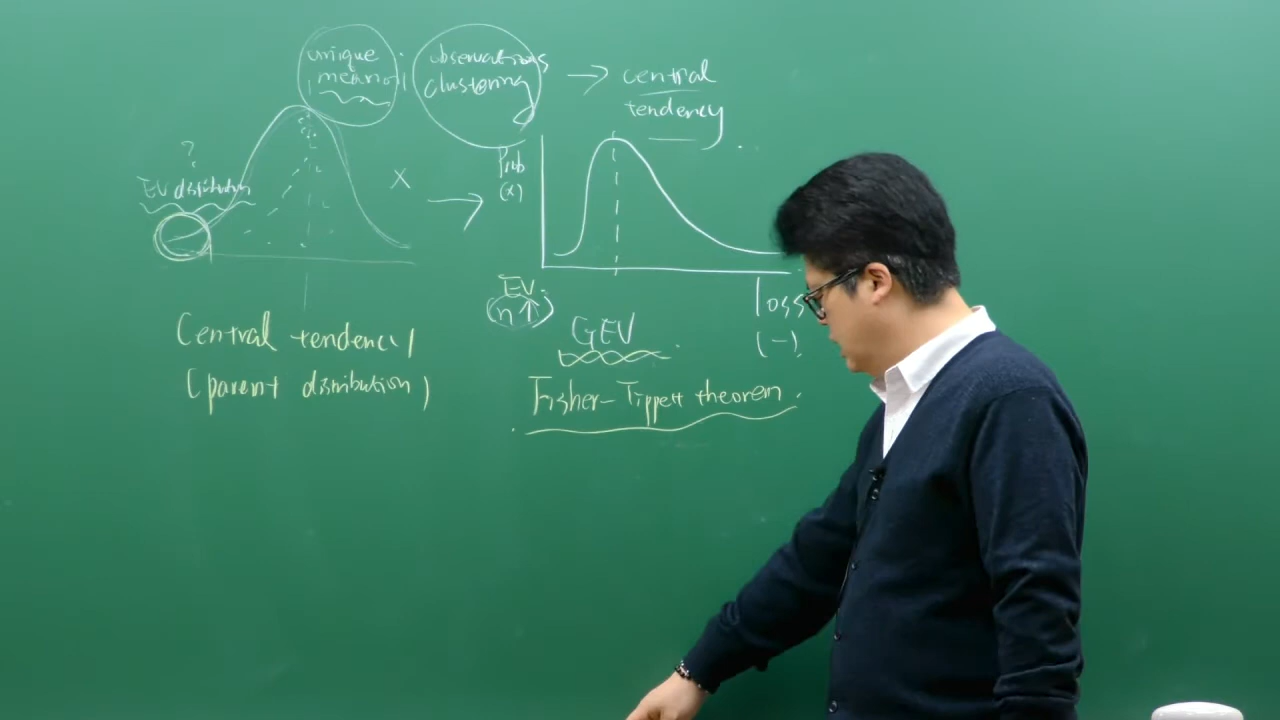 unique
mean
observations
clustering
→ central
tendency
?
EV distribution
X
→
Prob
(x)
EV
(n↑)
GEV
loss
(-)
Central tendency
(parent distribution)
Fisher-Tippett theorem.